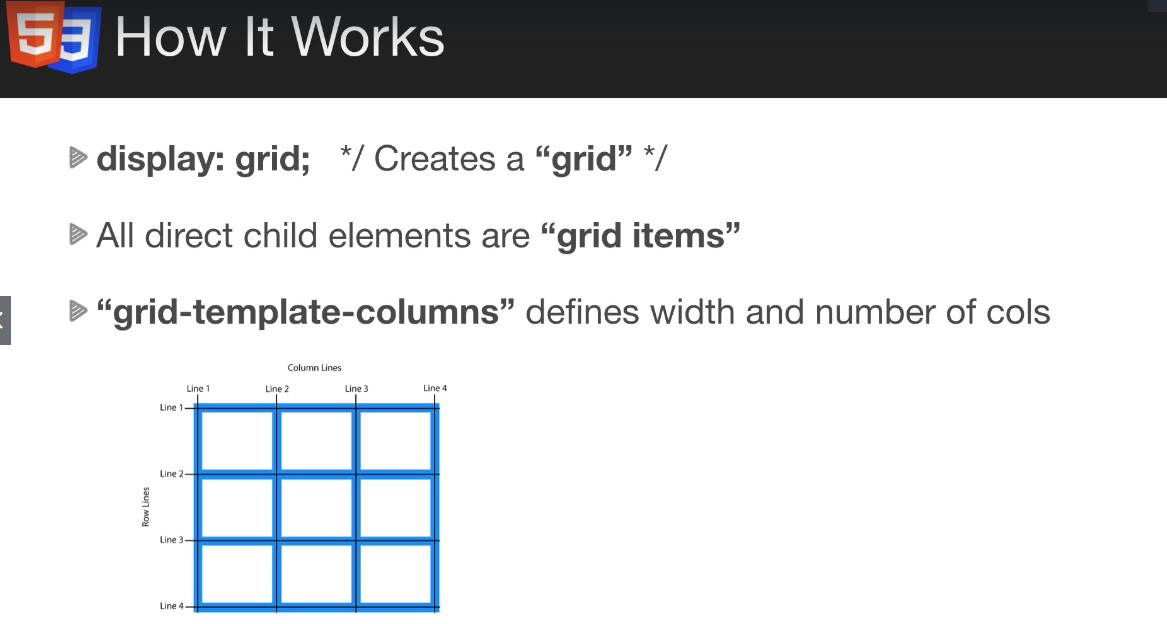 5 3 How It Works
display: grid; */ Creates a “grid” */
All direct child elements are “grid items”
“grid-template-columns” defines width and number of cols
Column Lines
Line 1 Line 2 Line 3 Line 4
Line 1
Line 2
Row Lines
Line 3
Line 4